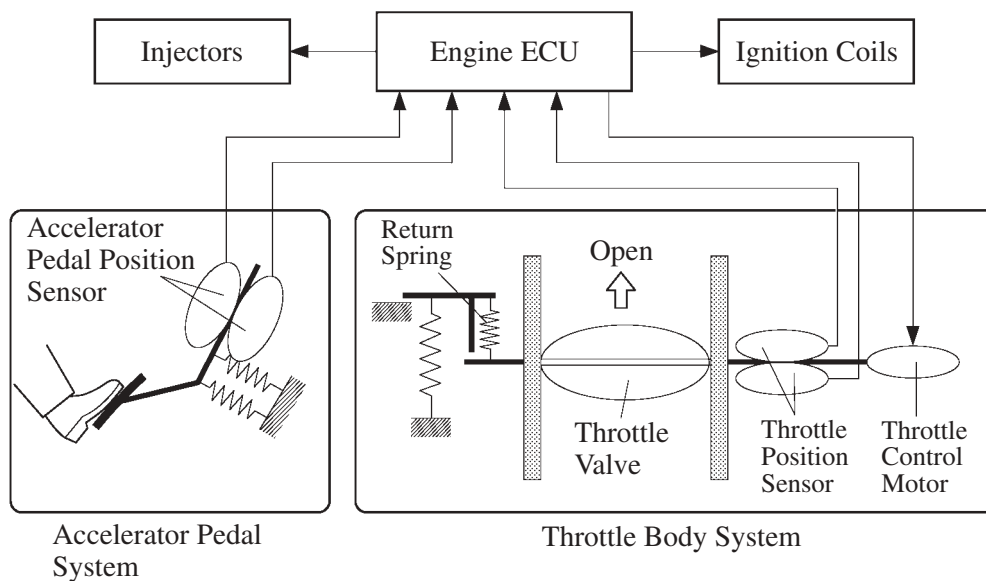 Injectors
Engine ECU
Ignition Coils
Accelerator
Pedal Position
Sensor
Return
Spring
Open
Throttle
Valve
Throttle
Position
Sensor
Throttle
Control
Motor
Accelerator Pedal
System
Throttle Body System